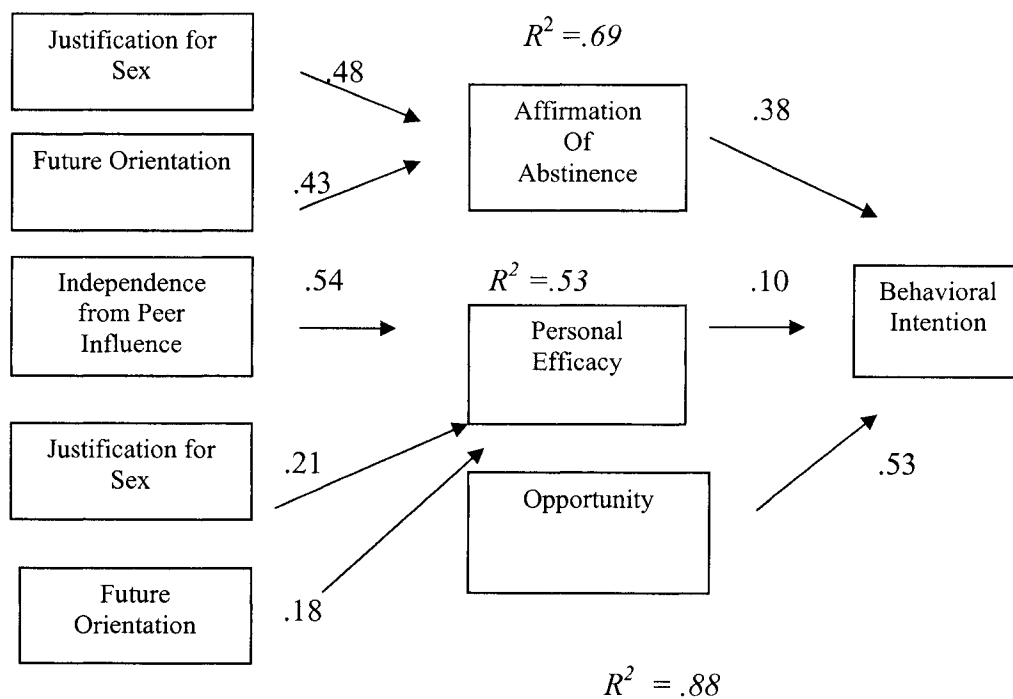 Justification for
Sex
Future Orientation
Independence
from Peer
Influence
Justification for
Sex
Future
Orientation
.48
.43
.54
.21
.18
R² =.69
Affirmation
Of
Abstinence
R² =.53
Personal
Efficacy
Opportunity
.38
.10
.53
Behavioral
Intention
R² =.88